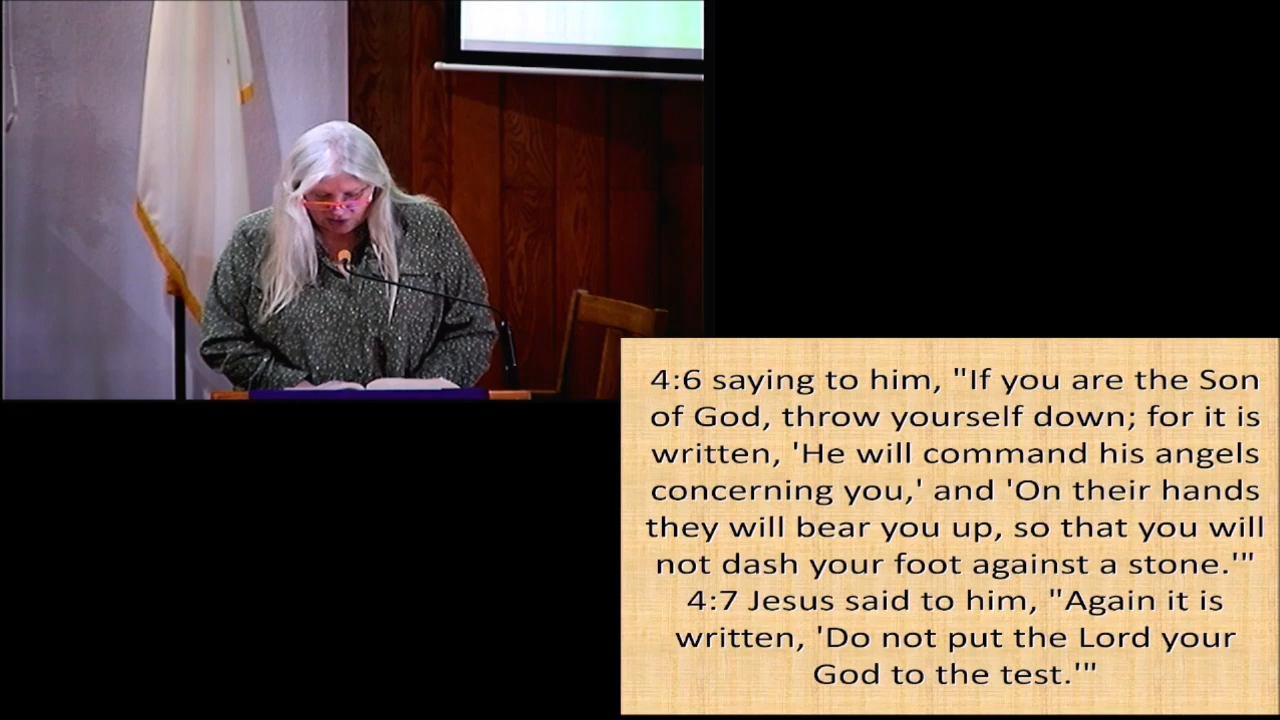 4:6 saying to him, "If you are the Son
of God, throw yourself down; for it is
written, 'He will command his angels
concerning you,' and 'On their hands
they will bear you up, so that you will
not dash your foot against a stone.'"
4:7 Jesus said to him, "Again it is
written, 'Do not put the Lord your
God to the test.'"